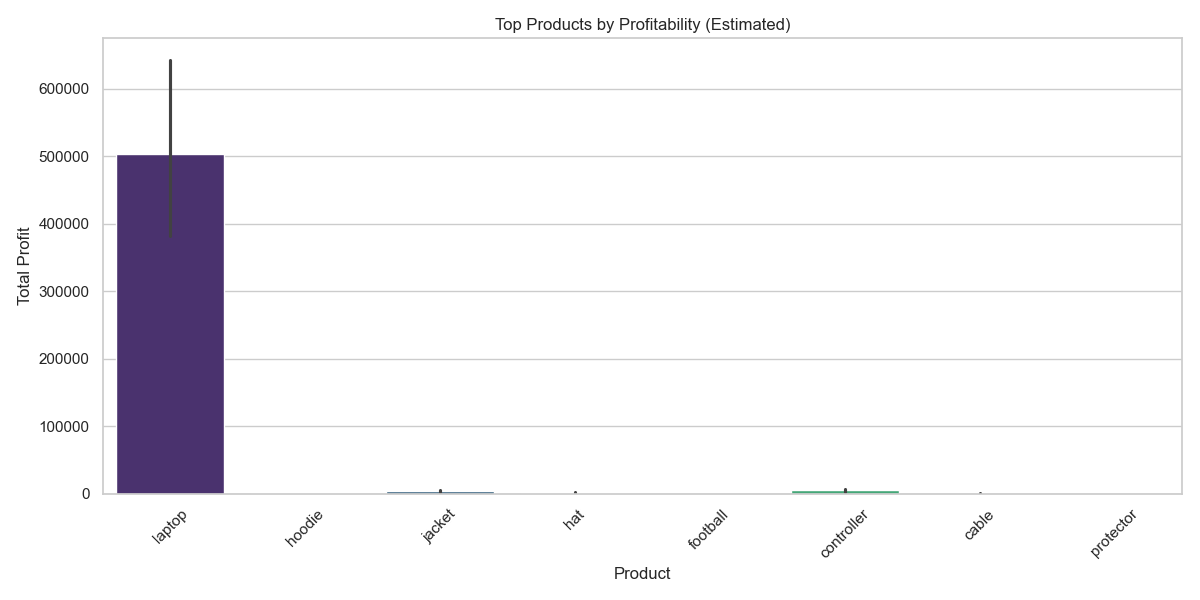 Top Products by Profitability (Estimated)
600000
500000
400000
300000
200000
100000
0
Total Profit
laptop
hoodie
jacket
hat
football
controller
cable
protector
Product